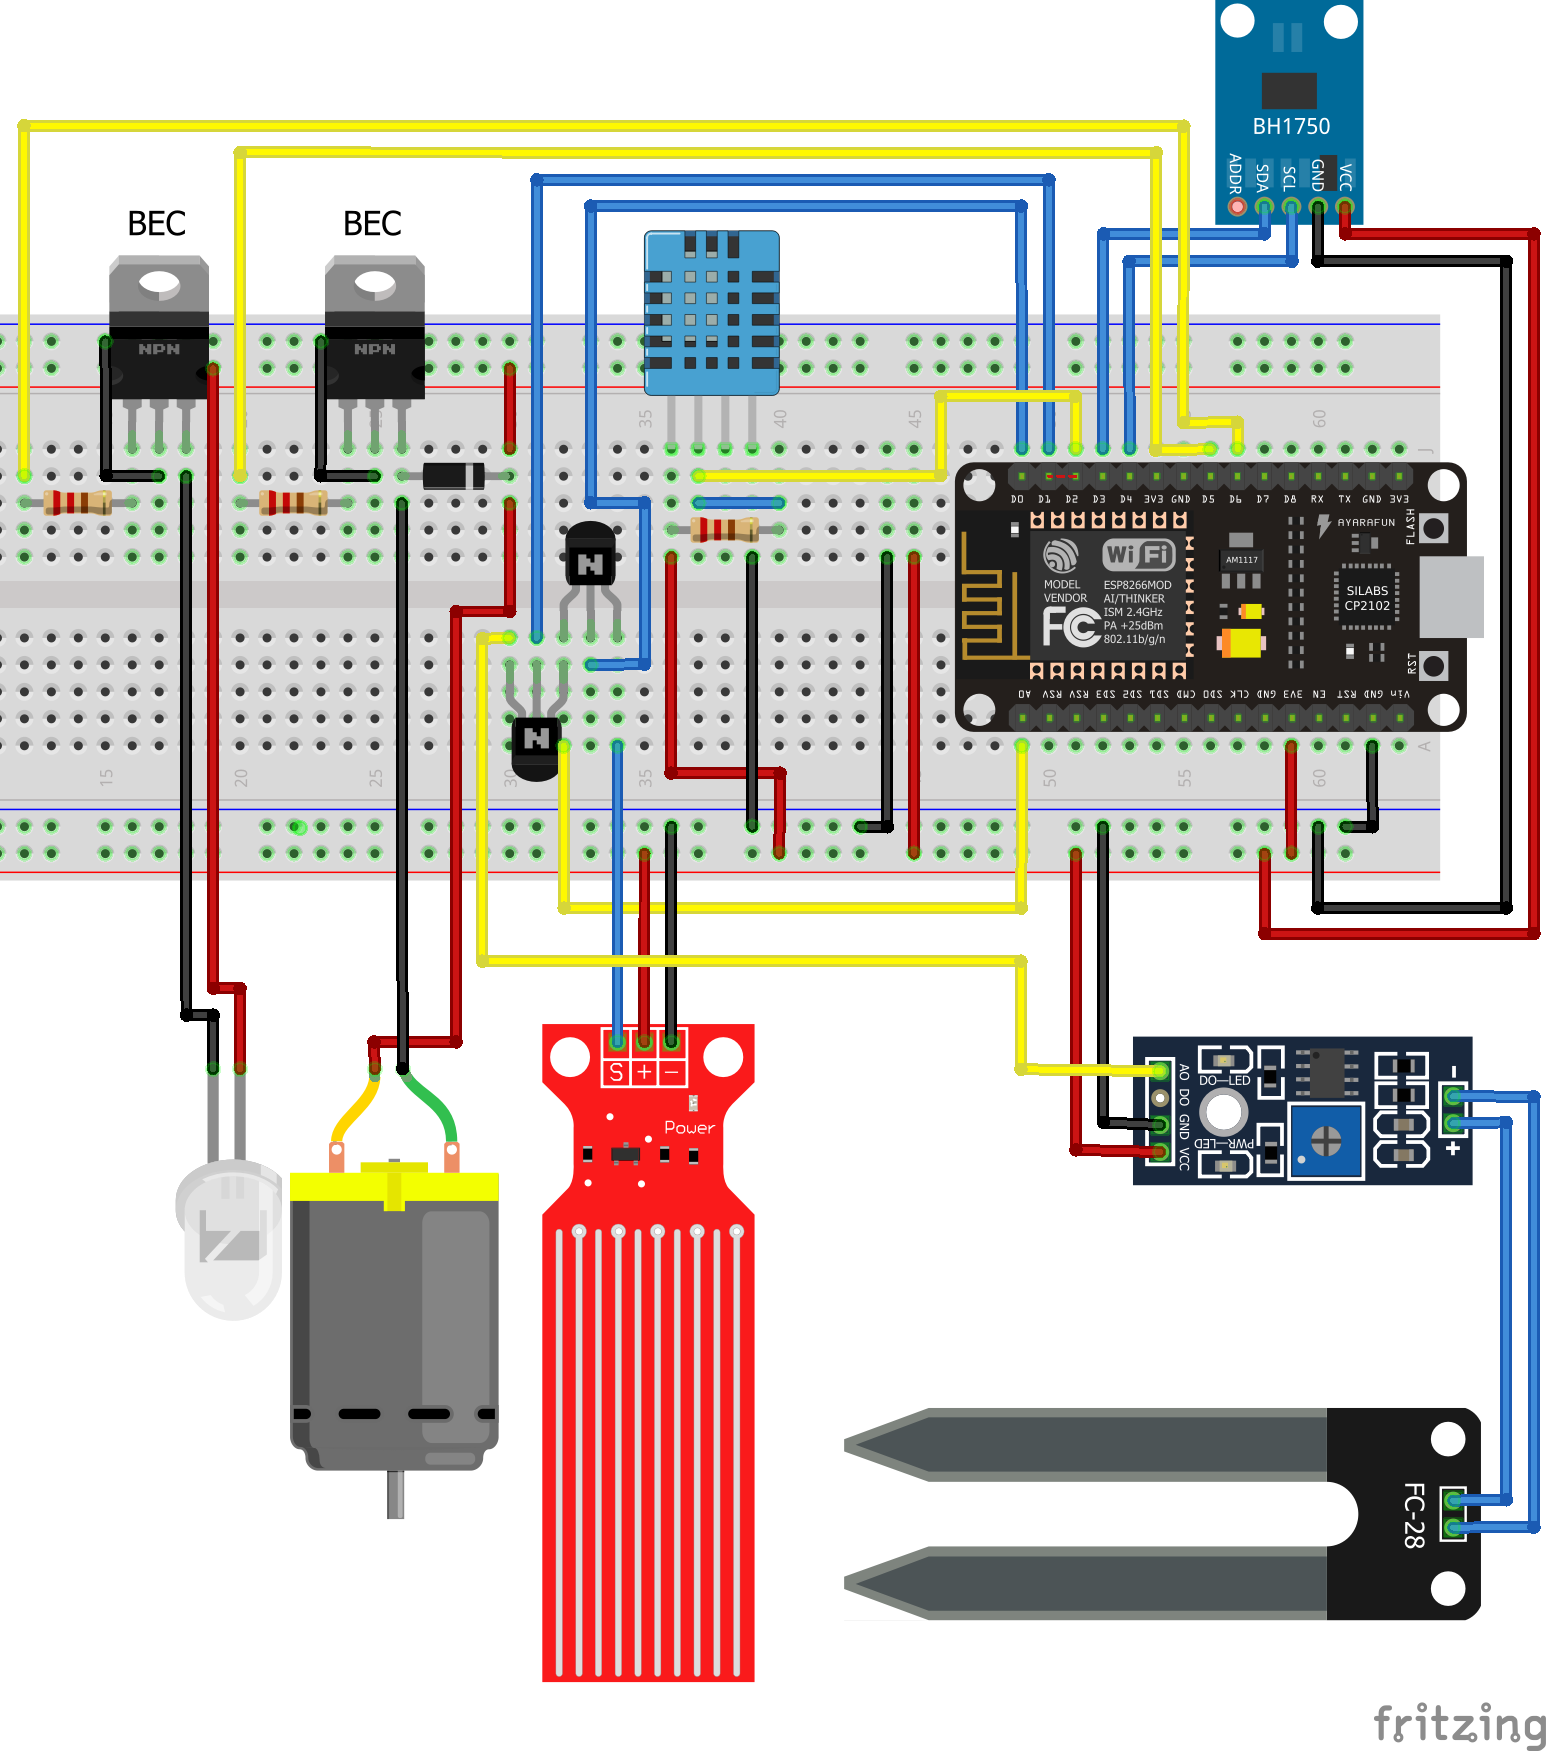 BH1750
ADDR
SDA
SCL
GND
VCC
BEC
BEC
NPN
NPN
35
40
45
60
J
D0 D1 D2 D3 D4 3V3 GND D5 D6 D7 D8 RX TX GND 3V3
AYARAFUN
FLASH
WiFi
AM1117
MODEL
VENDOR
ESP8266MOD
AI/THINKER
ISM 2.4GHz
PA +25dBm
802.11b/g/n
FC
SILABS
CP2102
RST
N
N
A0 RSV RSV SD3 SD2 SD1 CMD SD0 CLK GND 3V3 EN RST GND Vin
A
15
20
25
30
35
50
55
60
S + -
Power
AO
DO
GND
VCC
DO-LED
PWR-LED
-
+
FC-28
fritzing